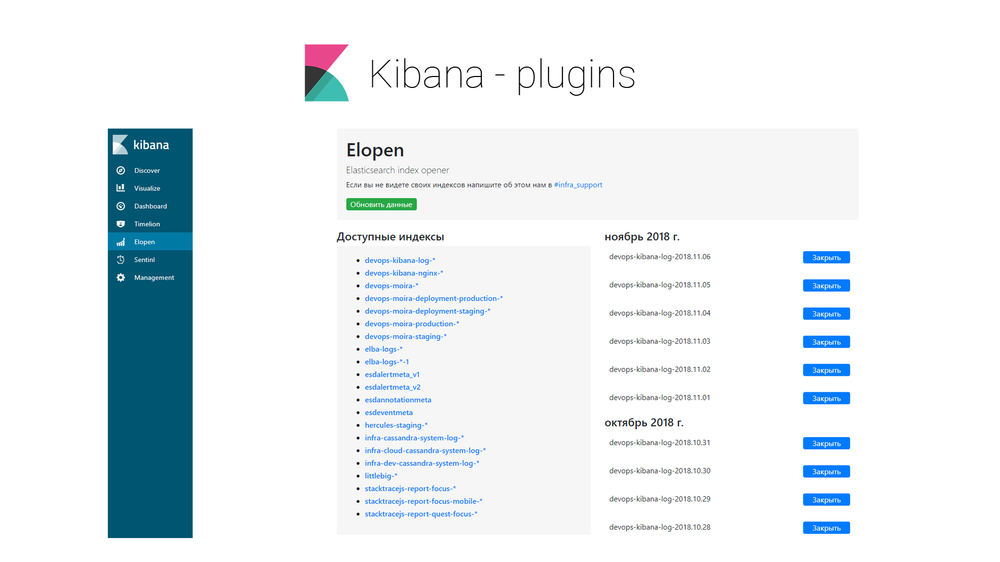 Kibana - plugins
kibana
Discover
Visualize
Dashboard
Timelion
Elopen
Sentinl
Management
Elopen
Elasticsearch index opener
Если вы не видете своих индексов напишите об этом нам в #infra_support
Обновить данные
Доступные индексы
devops-kibana-log-*
devops-kibana-nginx-*
devops-moira-*
devops-moira-deployment-production-*
devops-moira-deployment-staging-*
devops-moira-production-*
devops-moira-staging-*
elba-logs-*
elba-logs-*-1
esdalertmeta_v1
esdalertmeta_v2
esdannotationmeta
esdeventmeta
hercules-staging-*
infra-cassandra-system-log-*
infra-cloud-cassandra-system-log-*
infra-dev-cassandra-system-log-*
littlebig-*
stacktracejs-report-focus-*
stacktracejs-report-focus-mobile-*
stacktracejs-report-quest-focus-*
ноябрь 2018 г.
devops-kibana-log-2018.11.06 Закрыть
devops-kibana-log-2018.11.05 Закрыть
devops-kibana-log-2018.11.04 Закрыть
devops-kibana-log-2018.11.03 Закрыть
devops-kibana-log-2018.11.02 Закрыть
devops-kibana-log-2018.11.01 Закрыть
октябрь 2018 г.
devops-kibana-log-2018.10.31 Закрыть
devops-kibana-log-2018.10.30 Закрыть
devops-kibana-log-2018.10.29 Закрыть
devops-kibana-log-2018.10.28 Закрыть